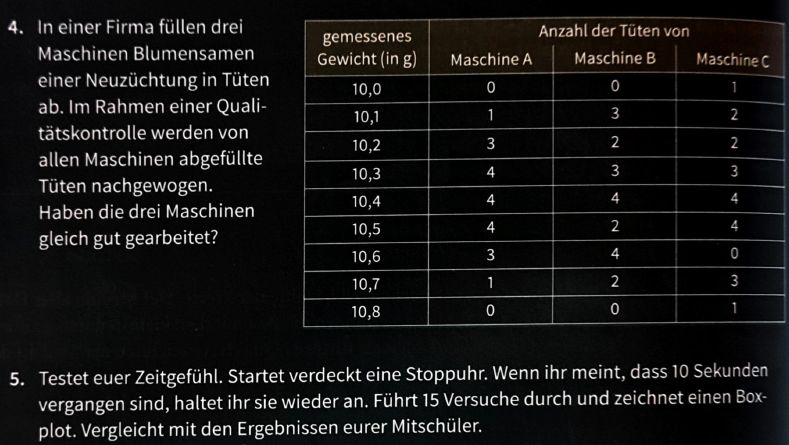 4. In einer Firma füllen drei
Maschinen Blumensamen
einer Neuzüchtung in Tüten
ab. Im Rahmen einer Quali-
tätskontrolle werden von
allen Maschinen abgefüllte
Tüten nachgewogen.
Haben die drei Maschinen
gleich gut gearbeitet?
gemessenes Anzahl der Tüten von
Gewicht (in g) Maschine A Maschine B Maschine C
10,0 0 0 1
10,1 1 3 2
10,2 3 2 2
10,3 4 3 3
10,4 4 4 4
10,5 4 2 4
10,6 3 4 0
10,7 1 2 3
10,8 0 0 1
5. Testet euer Zeitgefühl. Startet verdeckt eine Stoppuhr. Wenn ihr meint, dass 10 Sekunden
vergangen sind, haltet ihr sie wieder an. Führt 15 Versuche durch und zeichnet einen Box-
plot. Vergleicht mit den Ergebnissen eurer Mitschüler.